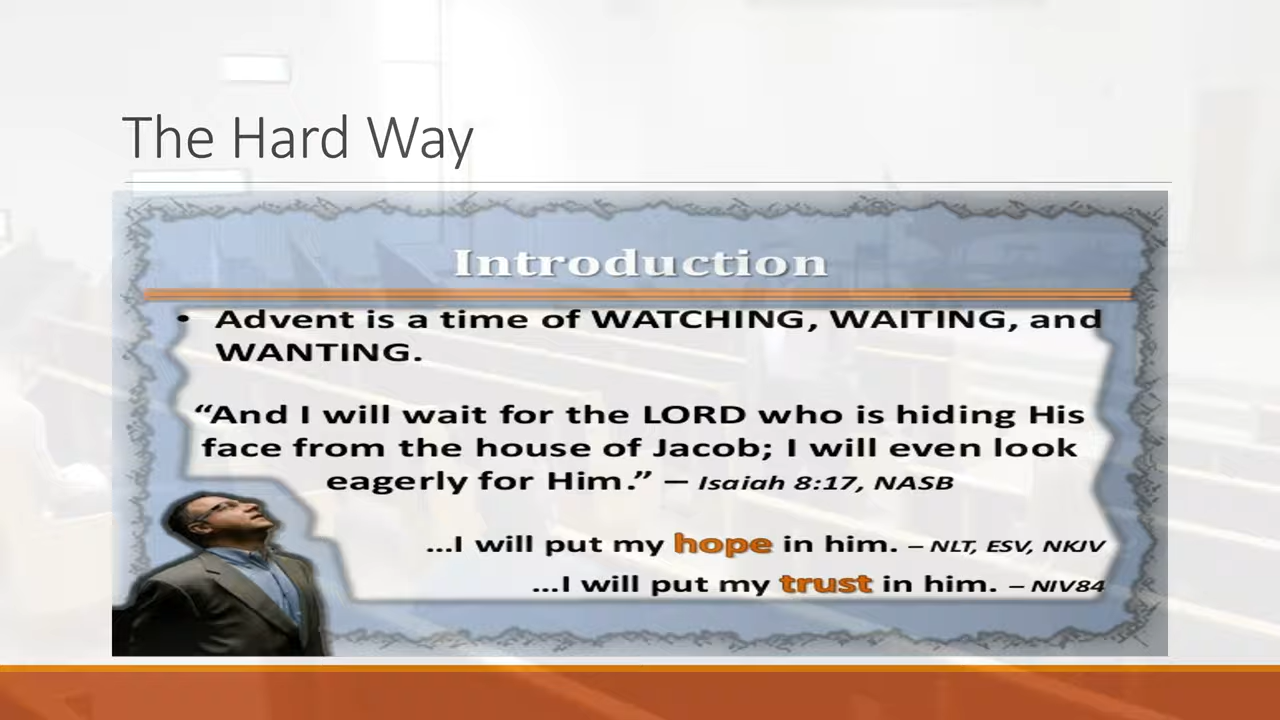 The Hard Way
Introduction
• Advent is a time of WATCHING, WAITING, and
WANTING.
“And I will wait for the LORD who is hiding His
face from the house of Jacob; I will even look
eagerly for Him.” — Isaiah 8:17, NASB
...I will put my hope in him. – NLT, ESV, NKJV
...I will put my trust in him. – NIV84